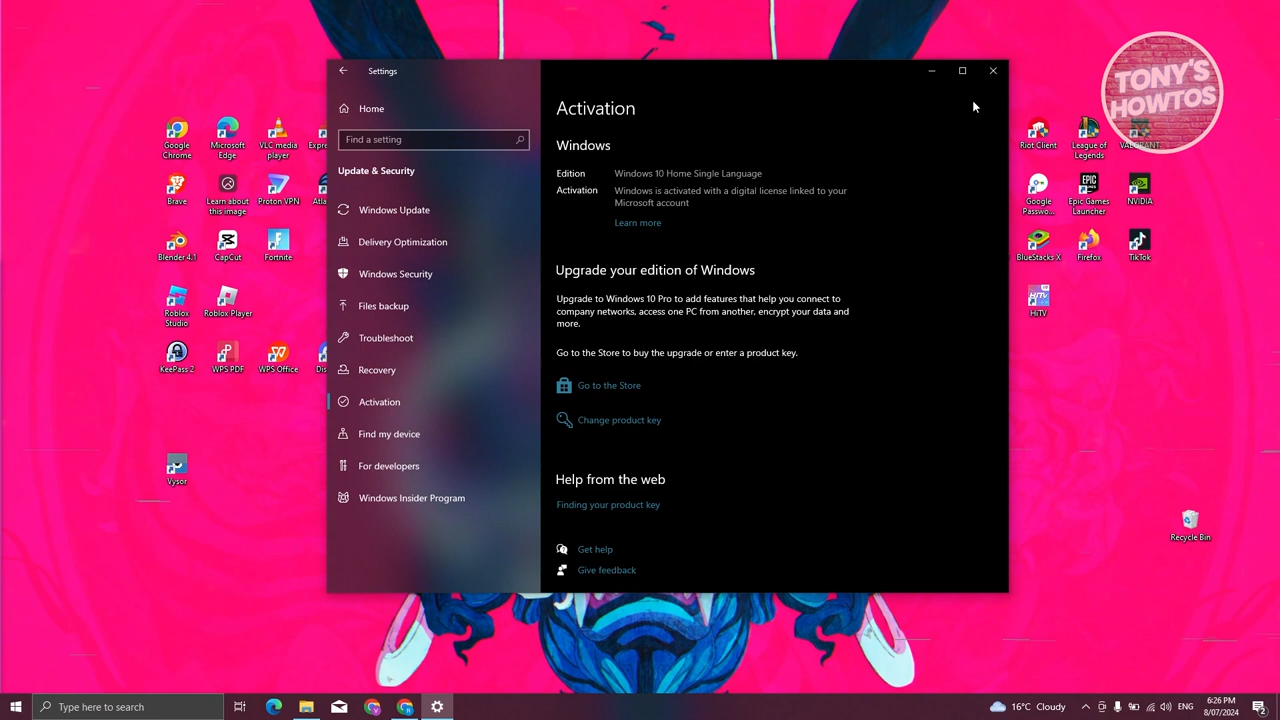 TONY'S
HOWTOS
Settings
Home
Find a setting
Update & Security
Windows Update
Delivery Optimization
Windows Security
Files backup
Troubleshoot
Recovery
Activation
Find my device
For developers
Windows Insider Program
Activation
Windows
Edition
Windows 10 Home Single Language
Activation
Windows is activated with a digital license linked to your
Microsoft account
Learn more
Upgrade your edition of Windows
Upgrade to Windows 10 Pro to add features that help you connect to
company networks, access one PC from another, encrypt your data and
more.
Go to the Store to buy the upgrade or enter a product key.
Go to the Store
Change product key
Help from the web
Finding your product key
Get help
Give feedback
Google
Chrome
Microsoft
Edge
VLC media
player
Expre
Brave
Learn about
this image
Proton VPN
Atla
Blender 4.1
CapCut
Fortnite
Roblox
Studio
Roblox Player
KeePass 2
WPS PDF
WPS Office
Dis
Vysor
Riot Client
League of
Legends
VALORANT
Google
Passwo...
Epic Games
Launcher
NVIDIA
BlueStacks X
Firefox
TikTok
HiTV
Recycle Bin
Type here to search
16°C Cloudy
ENG
6:26 PM
8/07/2024
2